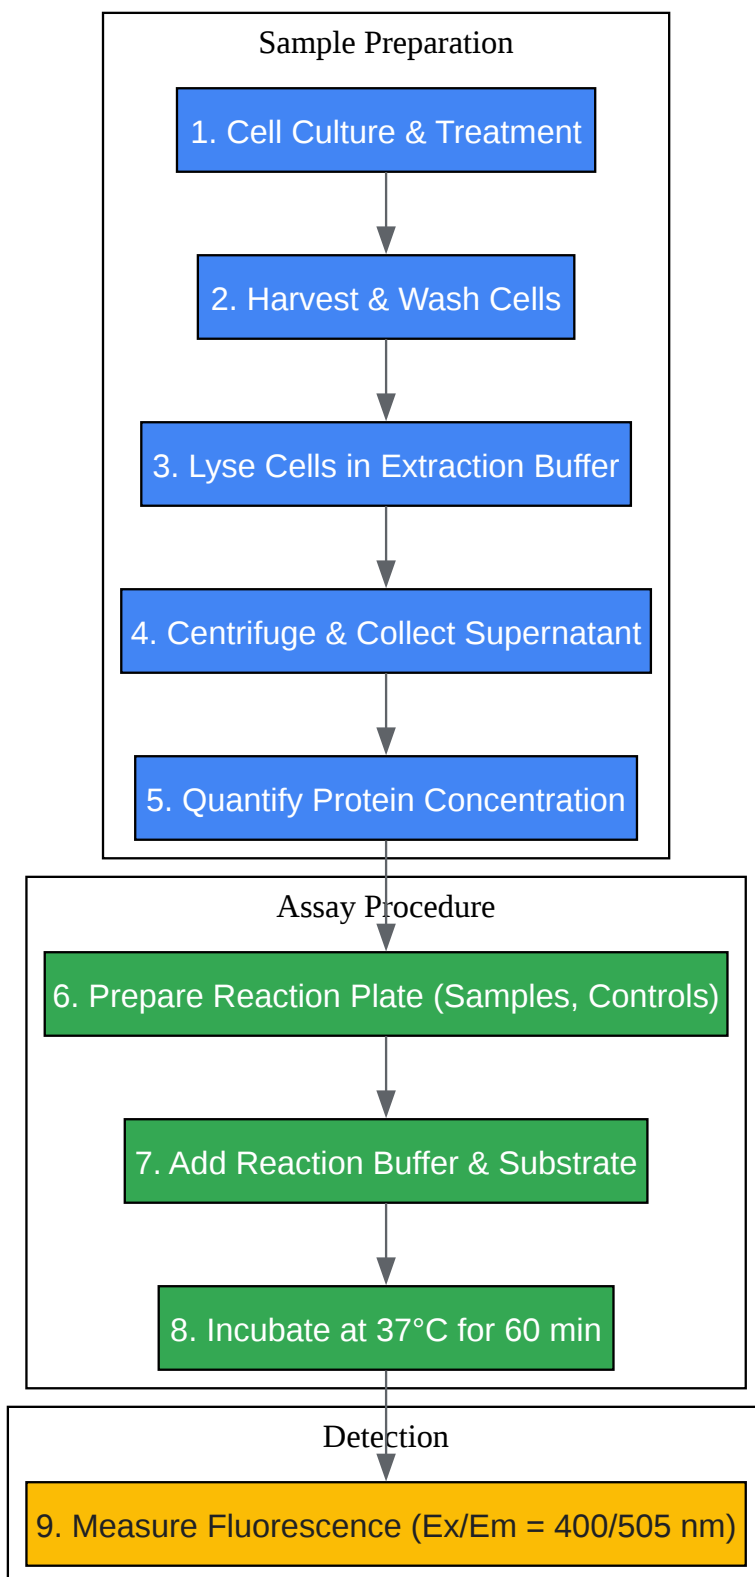 Sample Preparation
1. Cell Culture & Treatment
2. Harvest & Wash Cells
3. Lyse Cells in Extraction Buffer
4. Centrifuge & Collect Supernatant
5. Quantify Protein Concentration
Assay Procedure
6. Prepare Reaction Plate (Samples, Controls)
7. Add Reaction Buffer & Substrate
8. Incubate at 37°C for 60 min
Detection
9. Measure Fluorescence (Ex/Em = 400/505 nm)